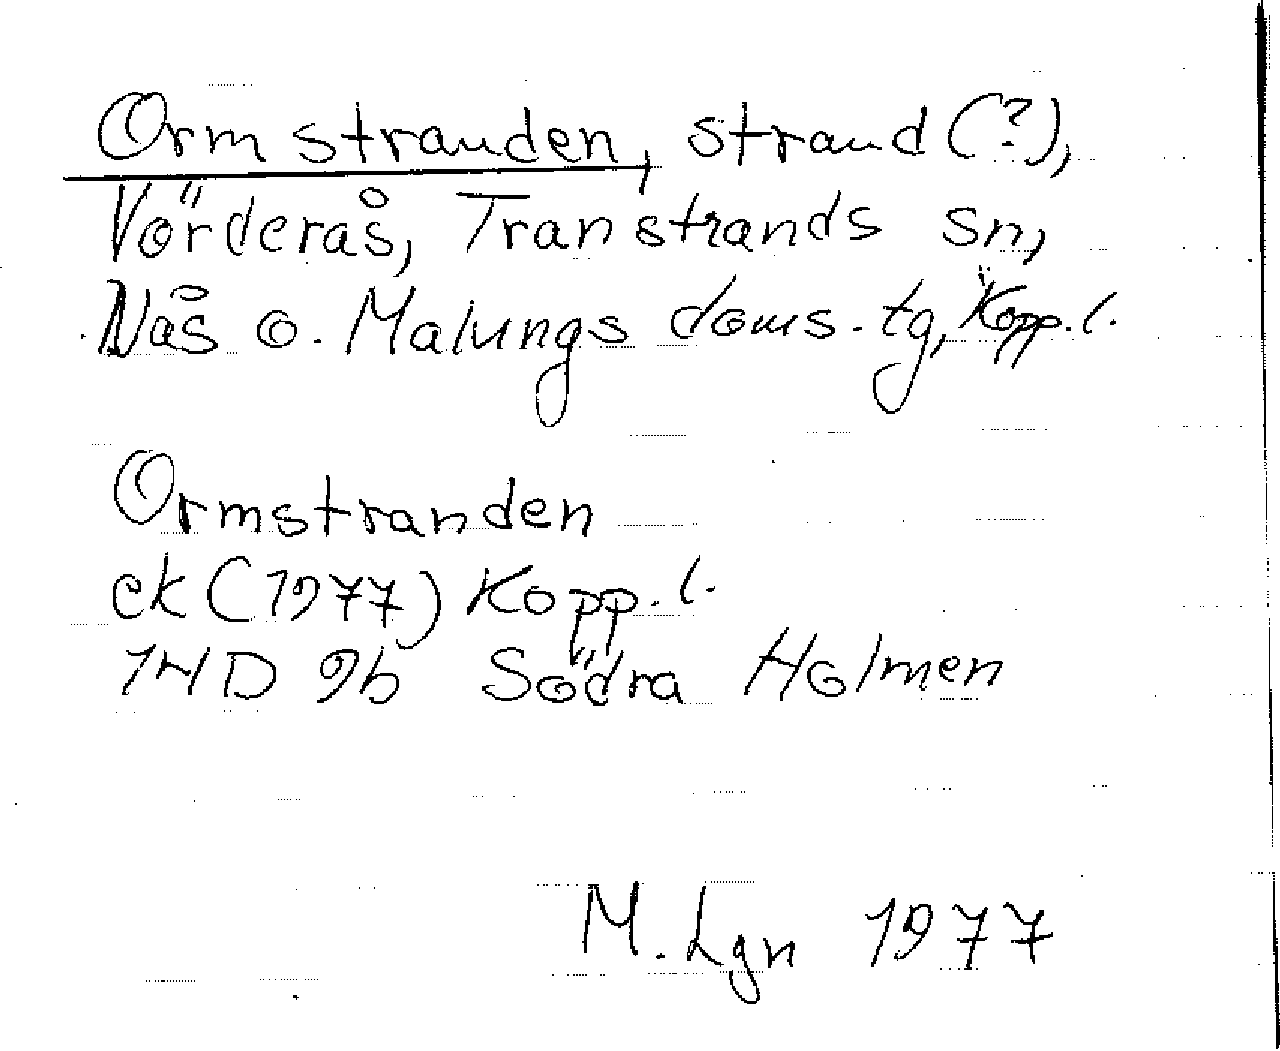 Ormstranden, strand (?),
Vörderås, Transtrands sn,
Nås o. Malungs doms. tg, Kopp. l.
Ormstranden
ek (1977) Kopp. l.
14D 9b Södra Holmen
M. Lgn 1977